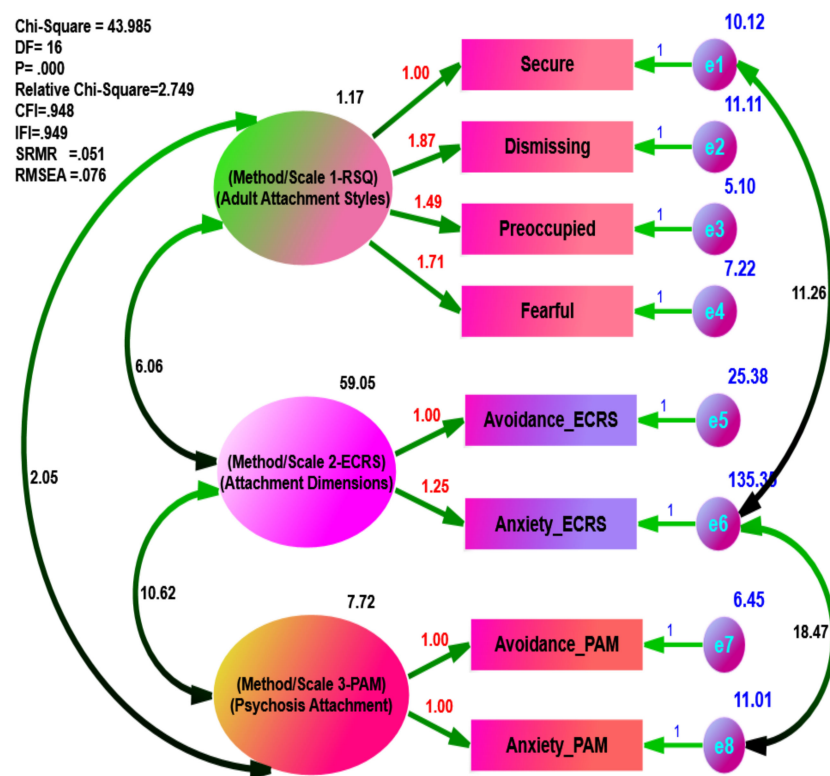 Chi-Square = 43.985
DF= 16
P= .000
Relative Chi-Square=2.749
CFI=.948
IFI=.949
SRMR =.051
RMSEA =.076
1.17
(Method/Scale 1-RSQ)
(Adult Attachment Styles)
1.00
1.87
1.49
1.71
Secure
1
e1
10.12
Dismissing
1
e2
11.11
Preoccupied
1
e3
5.10
Fearful
1
e4
7.22
11.26
6.06
2.05
59.05
(Method/Scale 2-ECRS)
(Attachment Dimensions)
1.00
1.25
Avoidance_ECRS
1
e5
25.38
Anxiety_ECRS
1
e6
18.47
10.62
7.72
(Method/Scale 3-PAM)
(Psychosis Attachment)
1.00
1.00
Avoidance_PAM
1
e7
6.45
Anxiety_PAM
1
e8
11.01